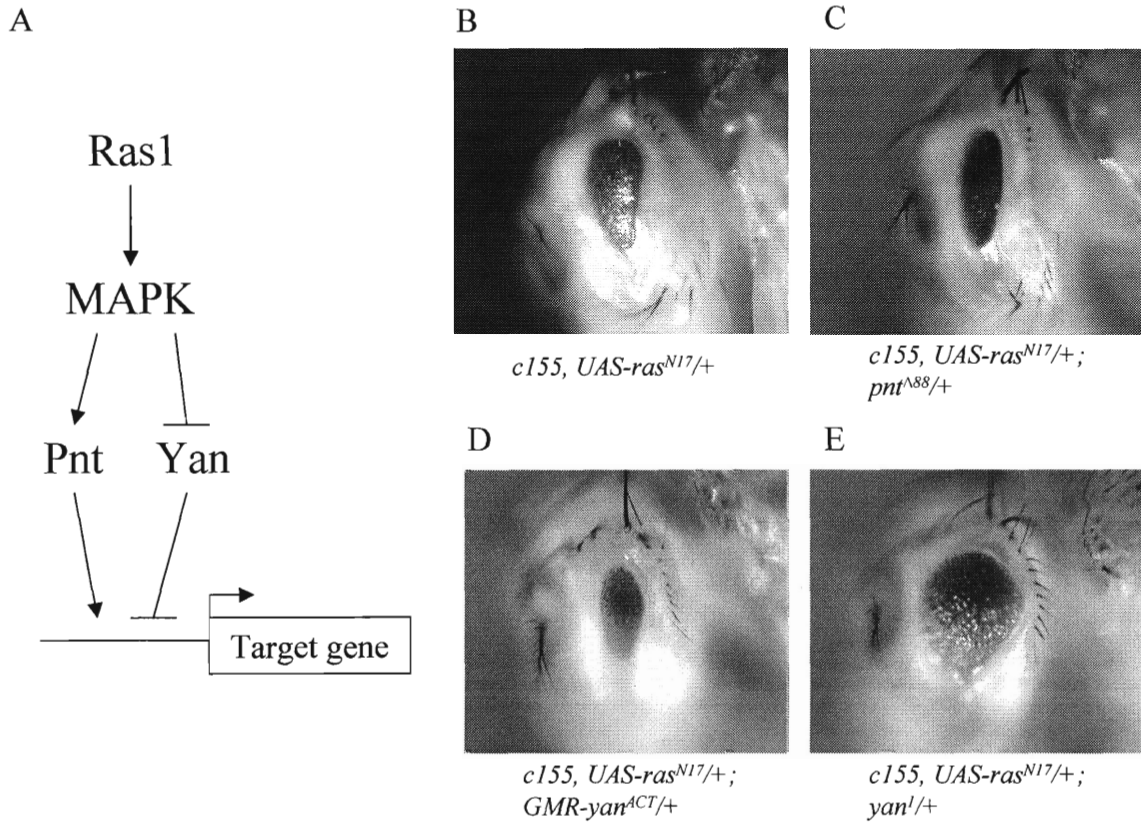 A
Ras1
MAPK
Pnt Yan
Target gene
B
c155, UAS-ras^N17/+
C
c155, UAS-ras^N17/+;
pnt^Λ88/+
D
c155, UAS-ras^N17/+;
GMR-yan^ACT/+
E
c155, UAS-ras^N17/+;
yan^1/+